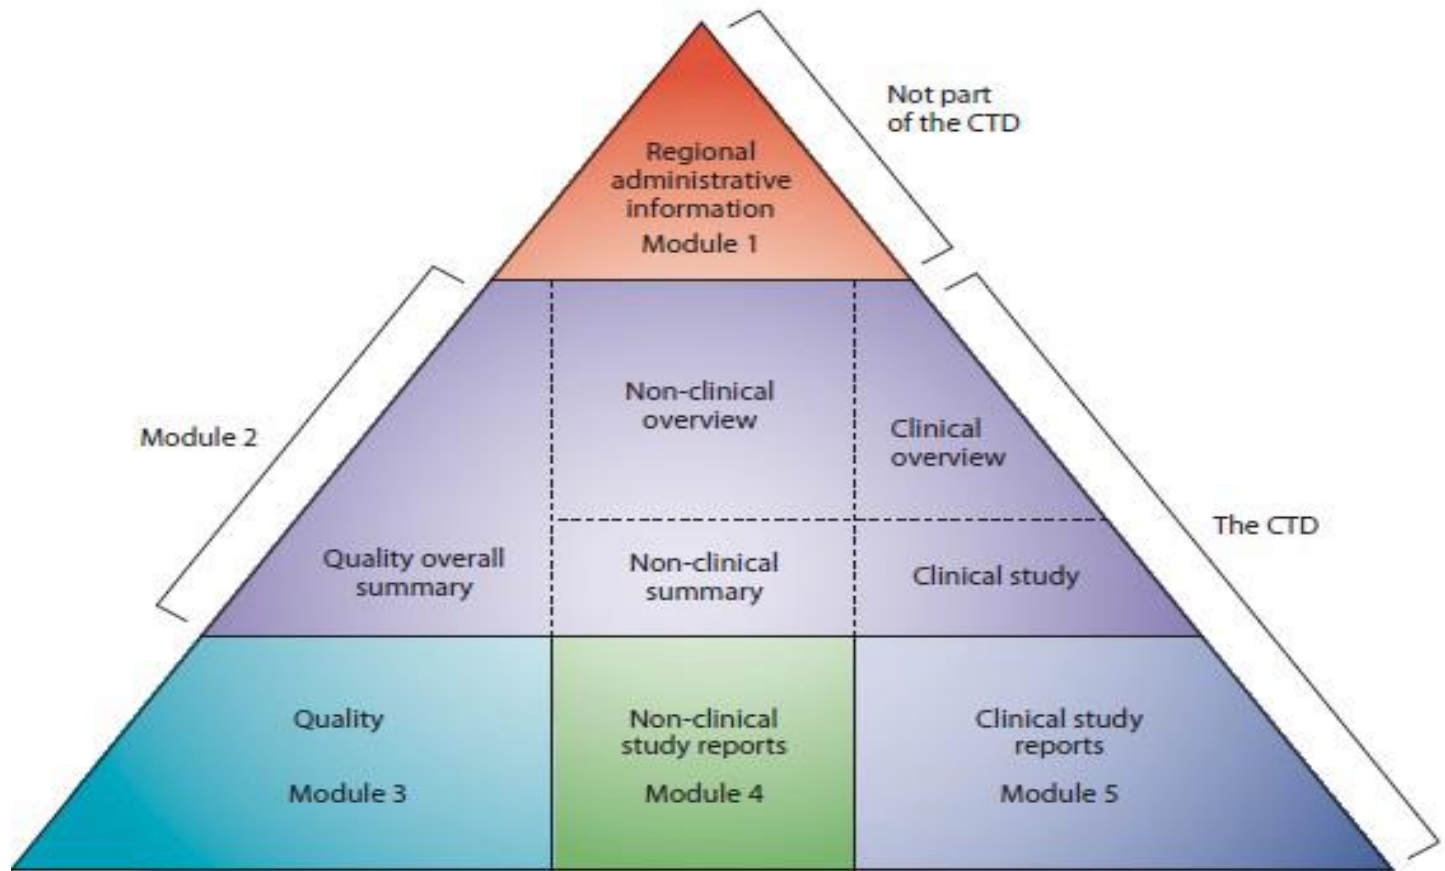 Not part
of the CTD
Regional
administrative
information
Module 1
Module 2
Non-clinical
overview
Clinical
overview
The CTD
Quality overall
summary
Non-clinical
summary
Clinical study
Quality
Module 3
Non-clinical
study reports
Module 4
Clinical study
reports
Module 5